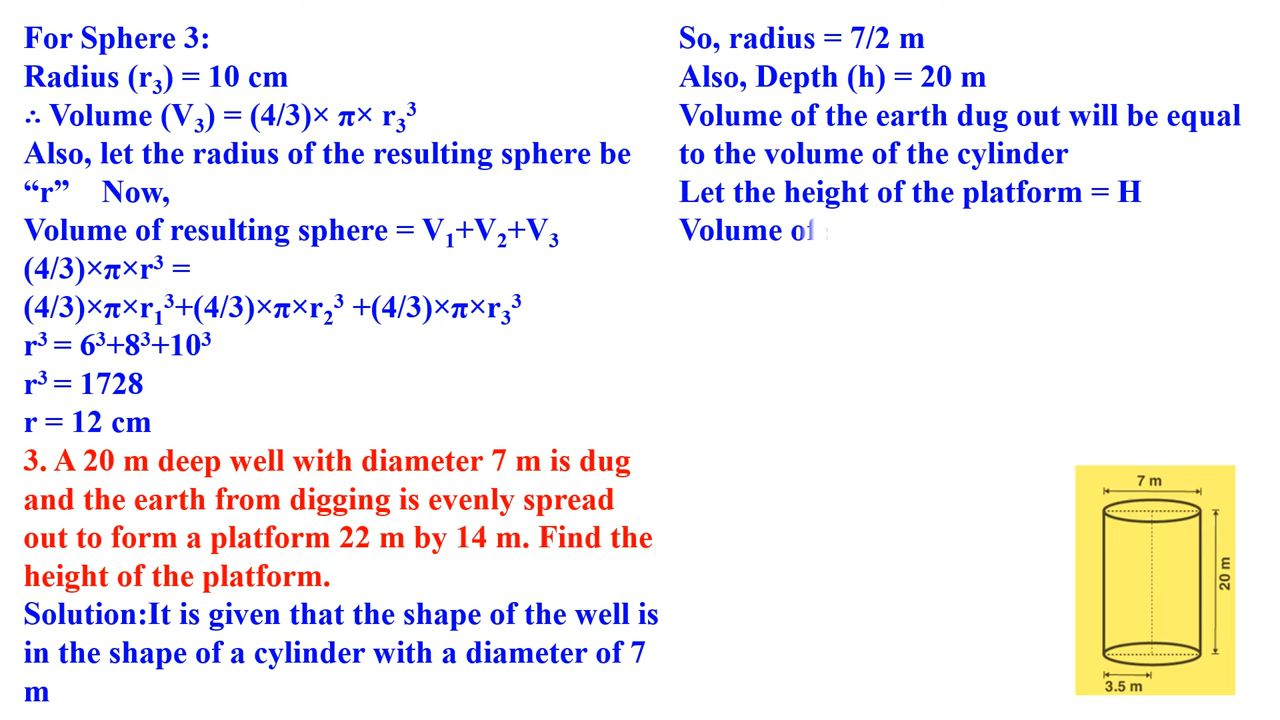 For Sphere 3:
Radius (r₃) = 10 cm
∴ Volume (V₃) = (4/3)× π× r₃³
Also, let the radius of the resulting sphere be
“r” Now,
Volume of resulting sphere = V₁+V₂+V₃
(4/3)×π×r³ =
(4/3)×π×r₁³+(4/3)×π×r₂³ +(4/3)×π×r₃³
r³ = 6³+8³+10³
r³ = 1728
r = 12 cm
3. A 20 m deep well with diameter 7 m is dug
and the earth from digging is evenly spread
out to form a platform 22 m by 14 m. Find the
height of the platform.
Solution:It is given that the shape of the well is
in the shape of a cylinder with a diameter of 7
m
So, radius = 7/2 m
Also, Depth (h) = 20 m
Volume of the earth dug out will be equal
to the volume of the cylinder
Let the height of the platform = H
Volume of
7 m
20 m
3.5 m